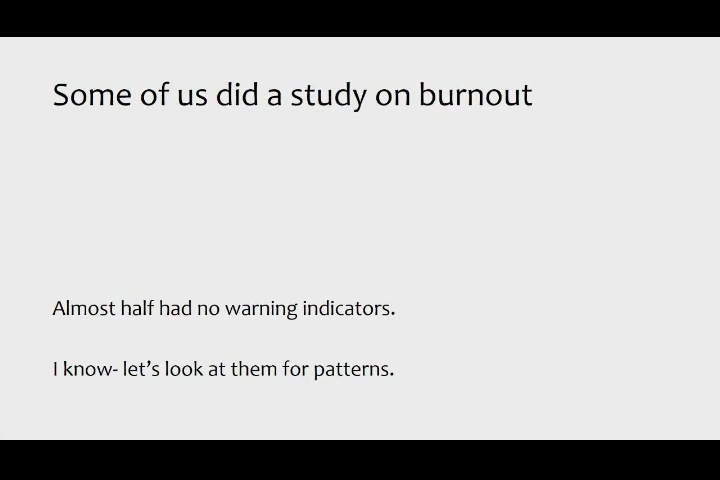 Some of us did a study on burnout
Almost half had no warning indicators.
I know- let’s look at them for patterns.